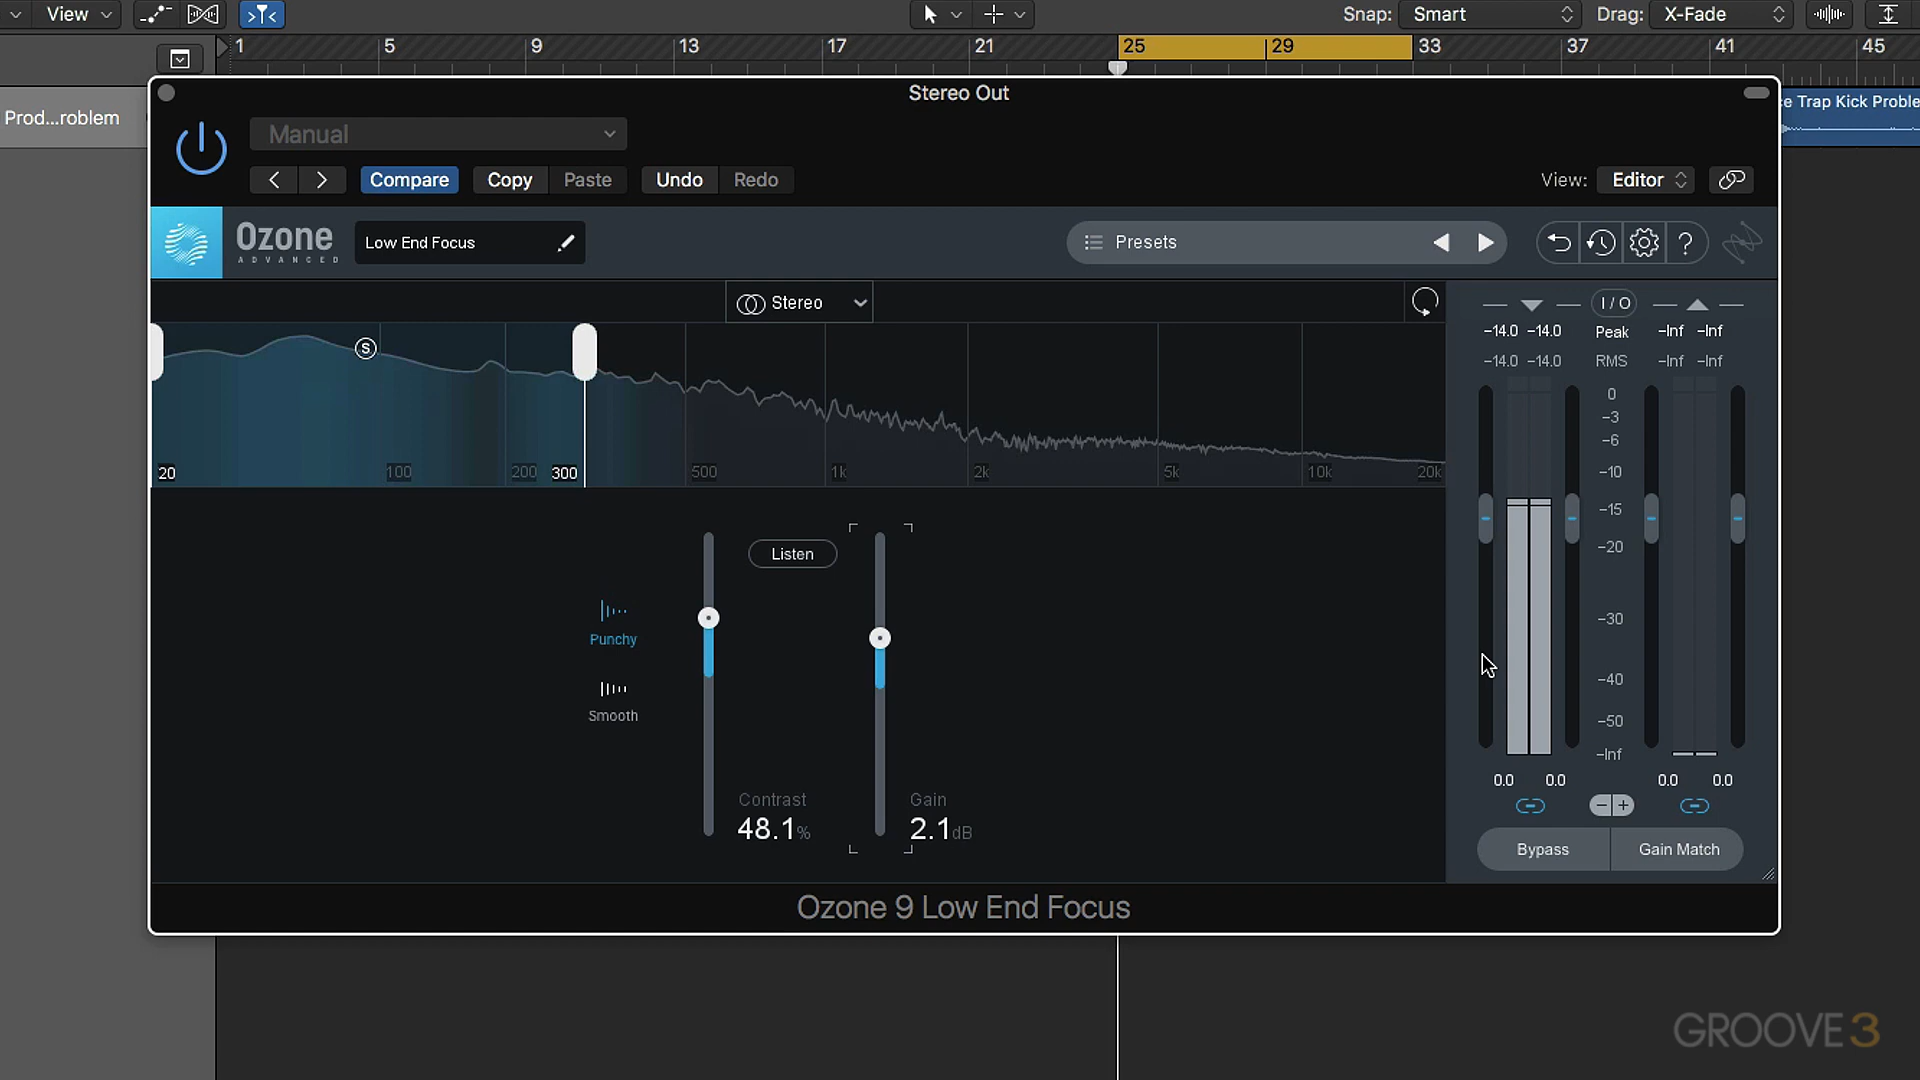 View
Snap: Smart
Drag: X-Fade
1 5 9 13 17 21 25 29 33 37 41 45
Prod...roblem
Stereo Out
ce Trap Kick Proble
Manual
Compare Copy Paste Undo Redo
View: Editor
Ozone
ADVANCED
Low End Focus
Presets
?
Stereo
I / O
-14.0 -14.0 Peak -Inf -Inf
-14.0 -14.0 RMS -Inf -Inf
S
20 100 200 300 500 1k 2k 5k 10k 20k
0
-3
-6
-10
-15
-20
-30
-40
-50
-Inf
Listen
Punchy
Smooth
Contrast
48.1%
Gain
2.1dB
0.0 0.0 0.0 0.0
Bypass Gain Match
Ozone 9 Low End Focus
GROOVE3